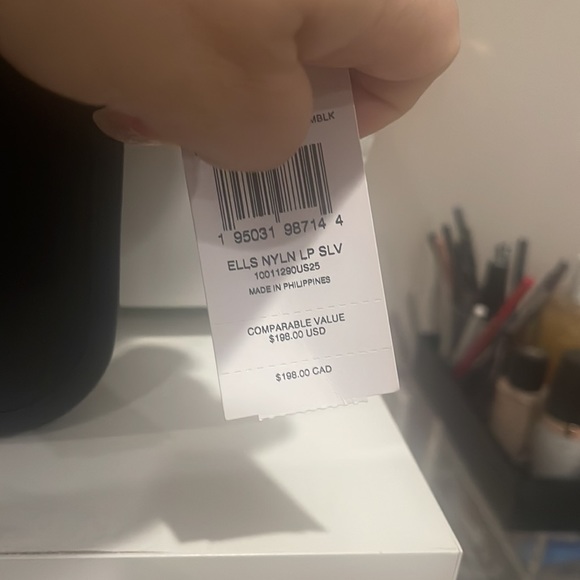 MBLK
1 95031 98714 4
ELLS NYLN LP SLV
10011290US25
MADE IN PHILIPPINES
COMPARABLE VALUE
$198.00 USD
$198.00 CAD